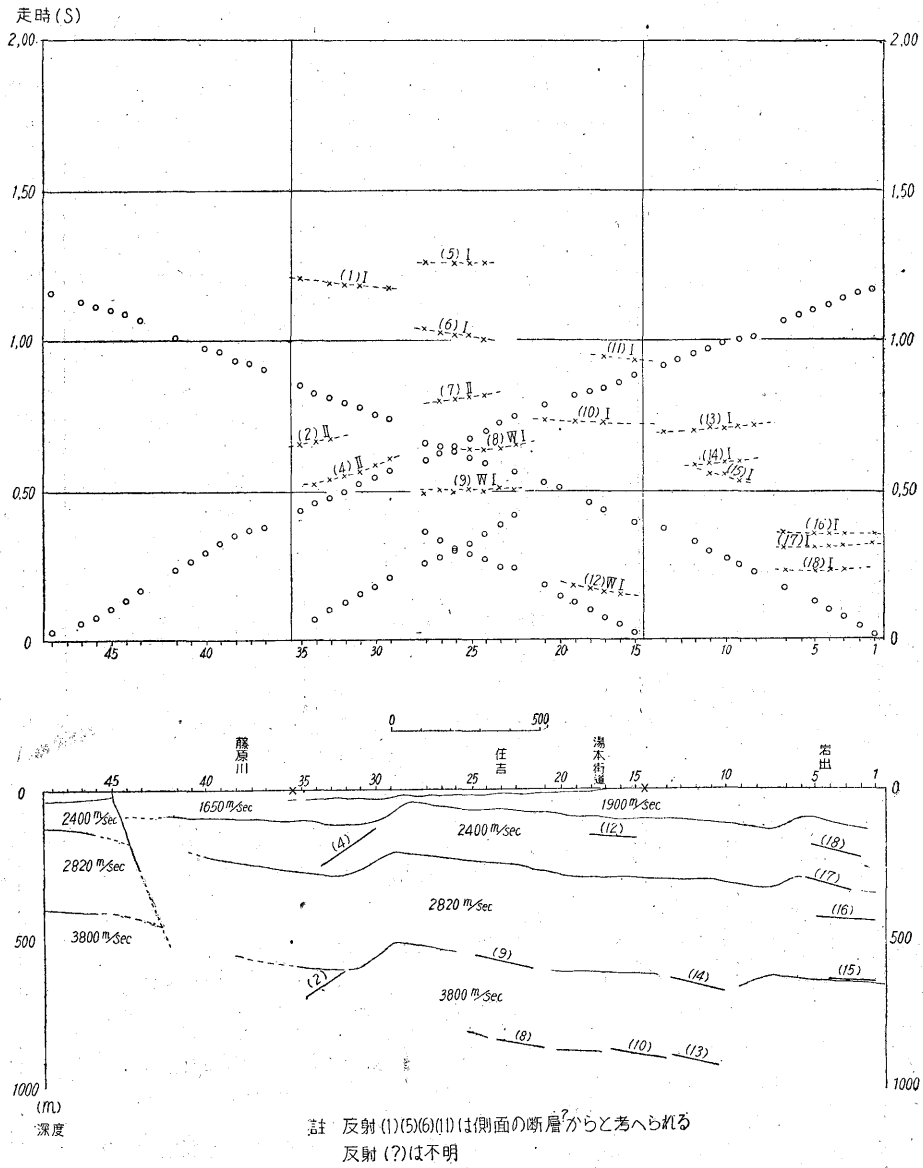 走時(S)
2,00 2,00
1,50 1,50
(5) I
(1) I
(6) I
1,00 1,00
(11) I
(7) II
(10) I
(13) I
(2) II
(8) W I
(14) I
(4) II
(15) I
0,50 0,50
(9) W I
(16) I
(17) I
(18) I
(12) W I
0 0
45 40 35 30 25 20 15 10 5 1
0 500
藤原川 住吉 湯本街道 岩出
45 40 35 30 25 20 15 10 5 1
0 0
1650 m/sec 1900 m/sec
2400 m/sec 2400 m/sec
(4) (12) (18)
2820 m/sec 2820 m/sec
(17)
(16)
3800 m/sec
500 500
(9)
(2) (14) (15)
3800 m/sec
(8) (10) (13)
1000 1000
(m)
深度
註 反射(1)(5)(6)(11)は側面の断層?からと考へられる
反射(?)は不明